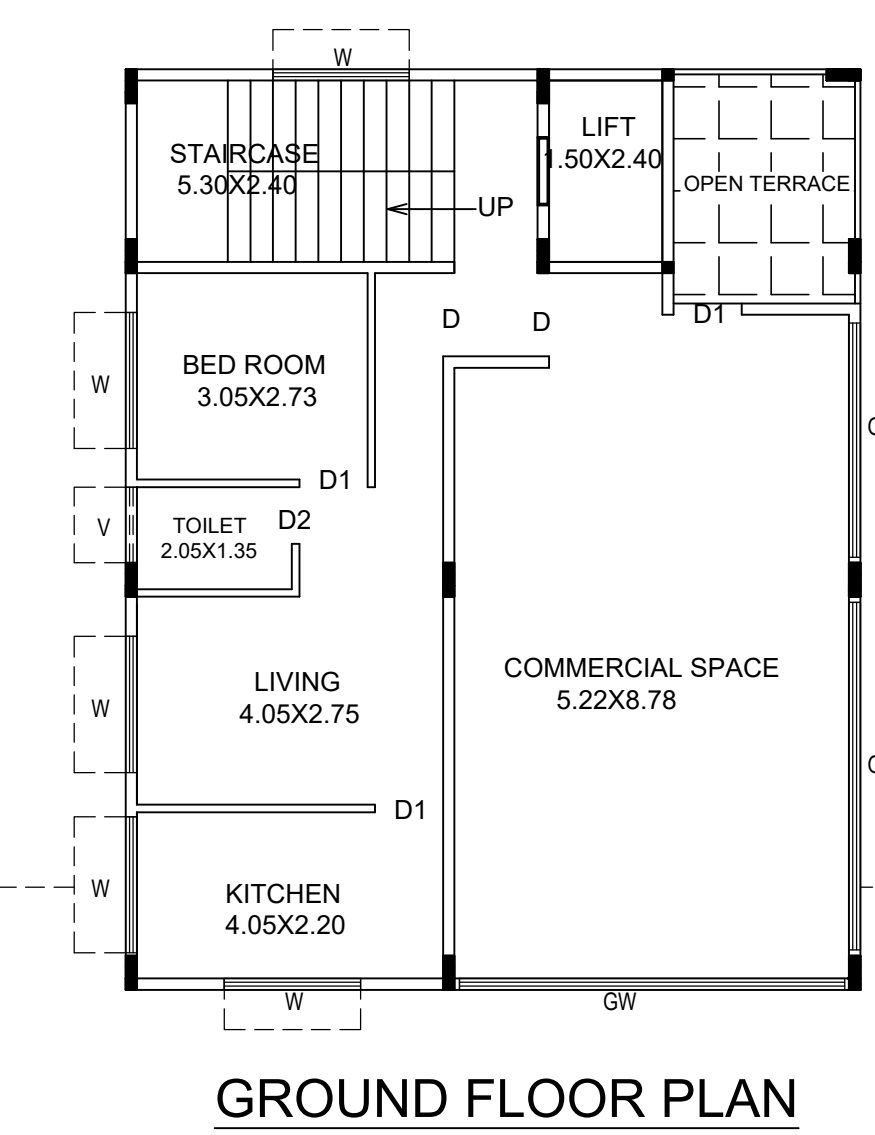 W
STAIRCASE
5.30X2.40
LIFT
1.50X2.40
OPEN TERRACE
UP
D
D
D1
BED ROOM
3.05X2.73
W
D1
V
TOILET
2.05X1.35
D2
LIVING
4.05X2.75
W
COMMERCIAL SPACE
5.22X8.78
D1
W
KITCHEN
4.05X2.20
W
GW
GROUND FLOOR PLAN